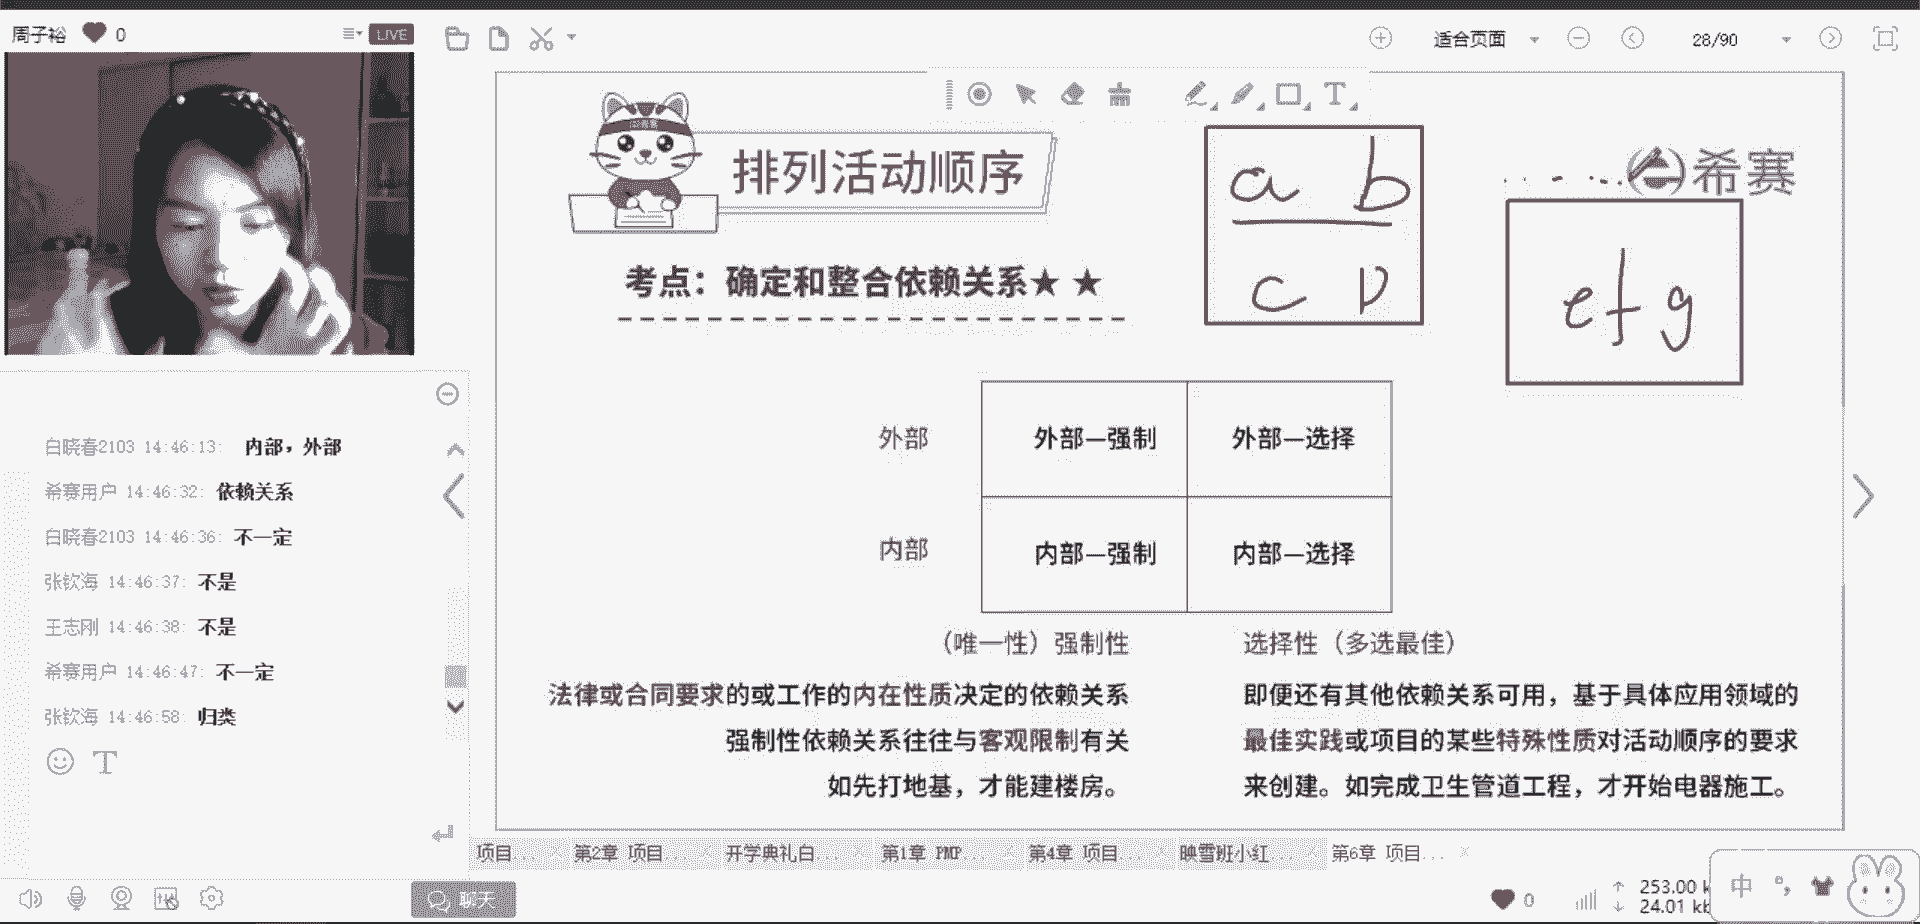 周子裕 0 LIVE
适合页面 28/90
排列活动顺序
希赛
a b
c D
e f g
考点：确定和整合依赖关系★ ★
外部 外部—强制 外部—选择
内部 内部—强制 内部—选择
（唯一性）强制性 选择性（多选最佳）
法律或合同要求的或工作的内在性质决定的依赖关系
强制性依赖关系往往与客观限制有关
如先打地基，才能建楼房。
即便还有其他依赖关系可用，基于具体应用领域的
最佳实践或项目的某些特殊性质对活动顺序的要求
来创建。如完成卫生管道工程，才开始电器施工。
白晓春2103 14:46:13: 内部，外部
希赛用户 14:46:32: 依赖关系
白晓春2103 14:46:36: 不一定
张钦海 14:46:37: 不是
王志刚 14:46:38: 不是
希赛用户 14:46:47: 不一定
张钦海 14:46:58: 归类
项目... 第2章 项目... 开学典礼白... 第1章 PMP... 第4章 项目... 映雪班小红... 第6章 项目...
聊天
0
253.00 k
24.01 kb
中